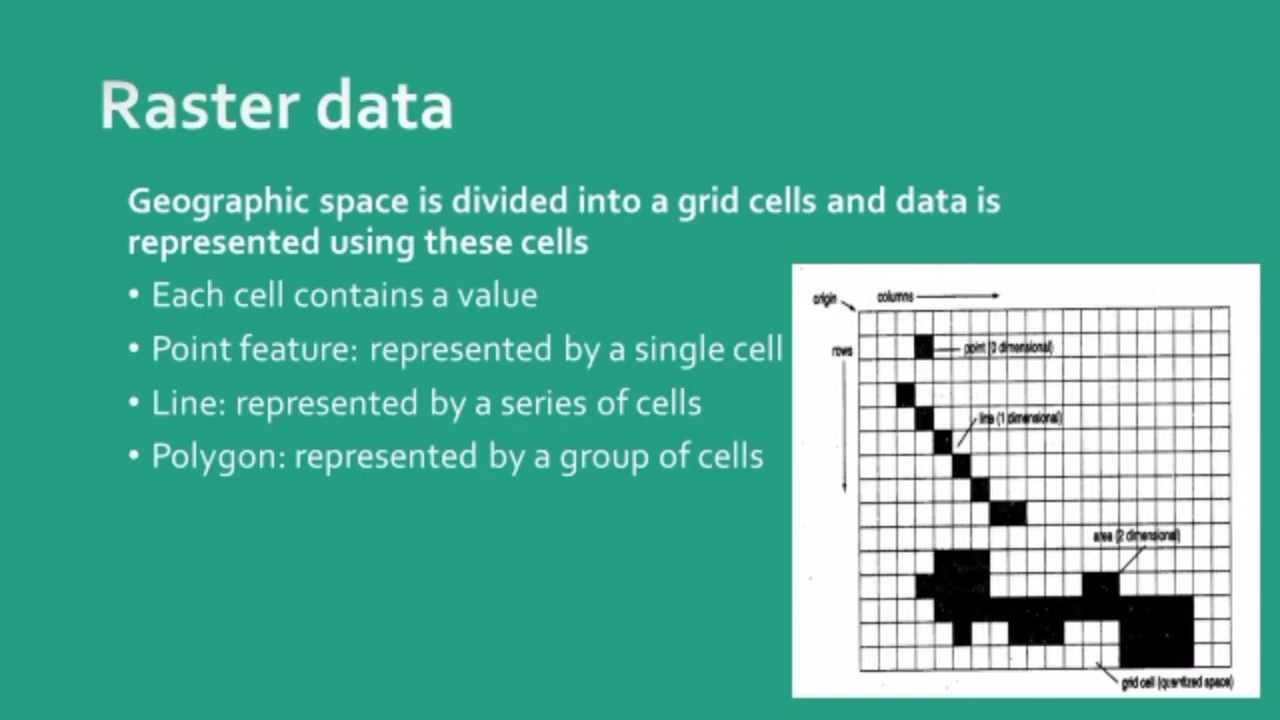 Raster data
Geographic space is divided into a grid cells and data is
represented using these cells
• Each cell contains a value
• Point feature: represented by a single cell
• Line: represented by a series of cells
• Polygon: represented by a group of cells
origin
columns
rows
point (0 dimensional)
line (1 dimensional)
area (2 dimensional)
grid cell (quantized space)